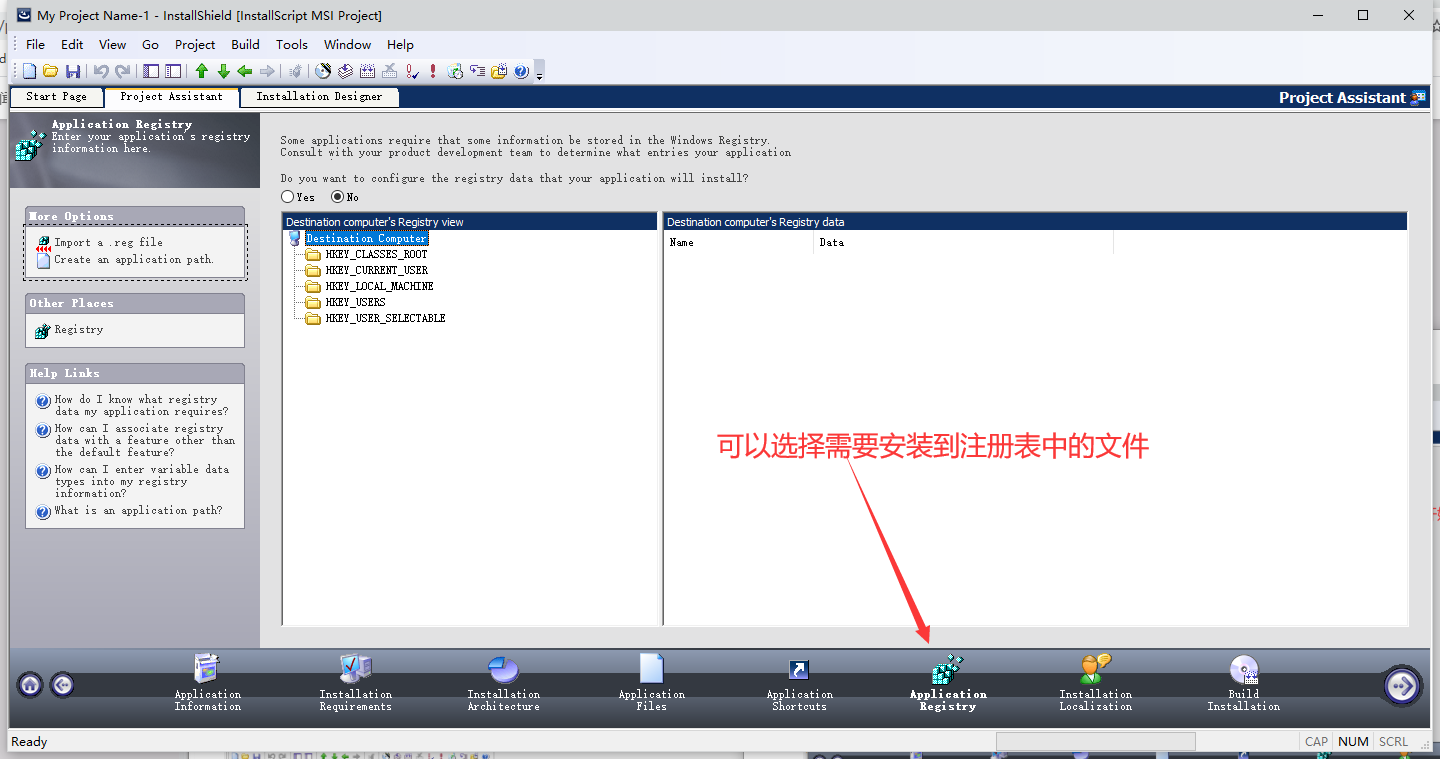 My Project Name-1 - InstallShield [InstallScript MSI Project]
File Edit View Go Project Build Tools Window Help
Start Page Project Assistant Installation Designer
Project Assistant
Application Registry
Enter your application's registry
information here.
More Options
Import a .reg file
Create an application path.
Other Places
Registry
Help Links
How do I know what registry
data my application requires?
How can I associate registry
data with a feature other than
the default feature?
How can I enter variable data
types into my registry
information?
What is an application path?
Some applications require that some information be stored in the Windows Registry.
Consult with your product development team to determine what entries your application
Do you want to configure the registry data that your application will install?
Yes No
Destination computer's Registry view
Destination Computer
HKEY_CLASSES_ROOT
HKEY_CURRENT_USER
HKEY_LOCAL_MACHINE
HKEY_USERS
HKEY_USER_SELECTABLE
Destination computer's Registry data
Name Data
可以选择需要安装到注册表中的文件
Application
Information
Installation
Requirements
Installation
Architecture
Application
Files
Application
Shortcuts
Application
Registry
Installation
Localization
Build
Installation
Ready
CAP NUM SCRL